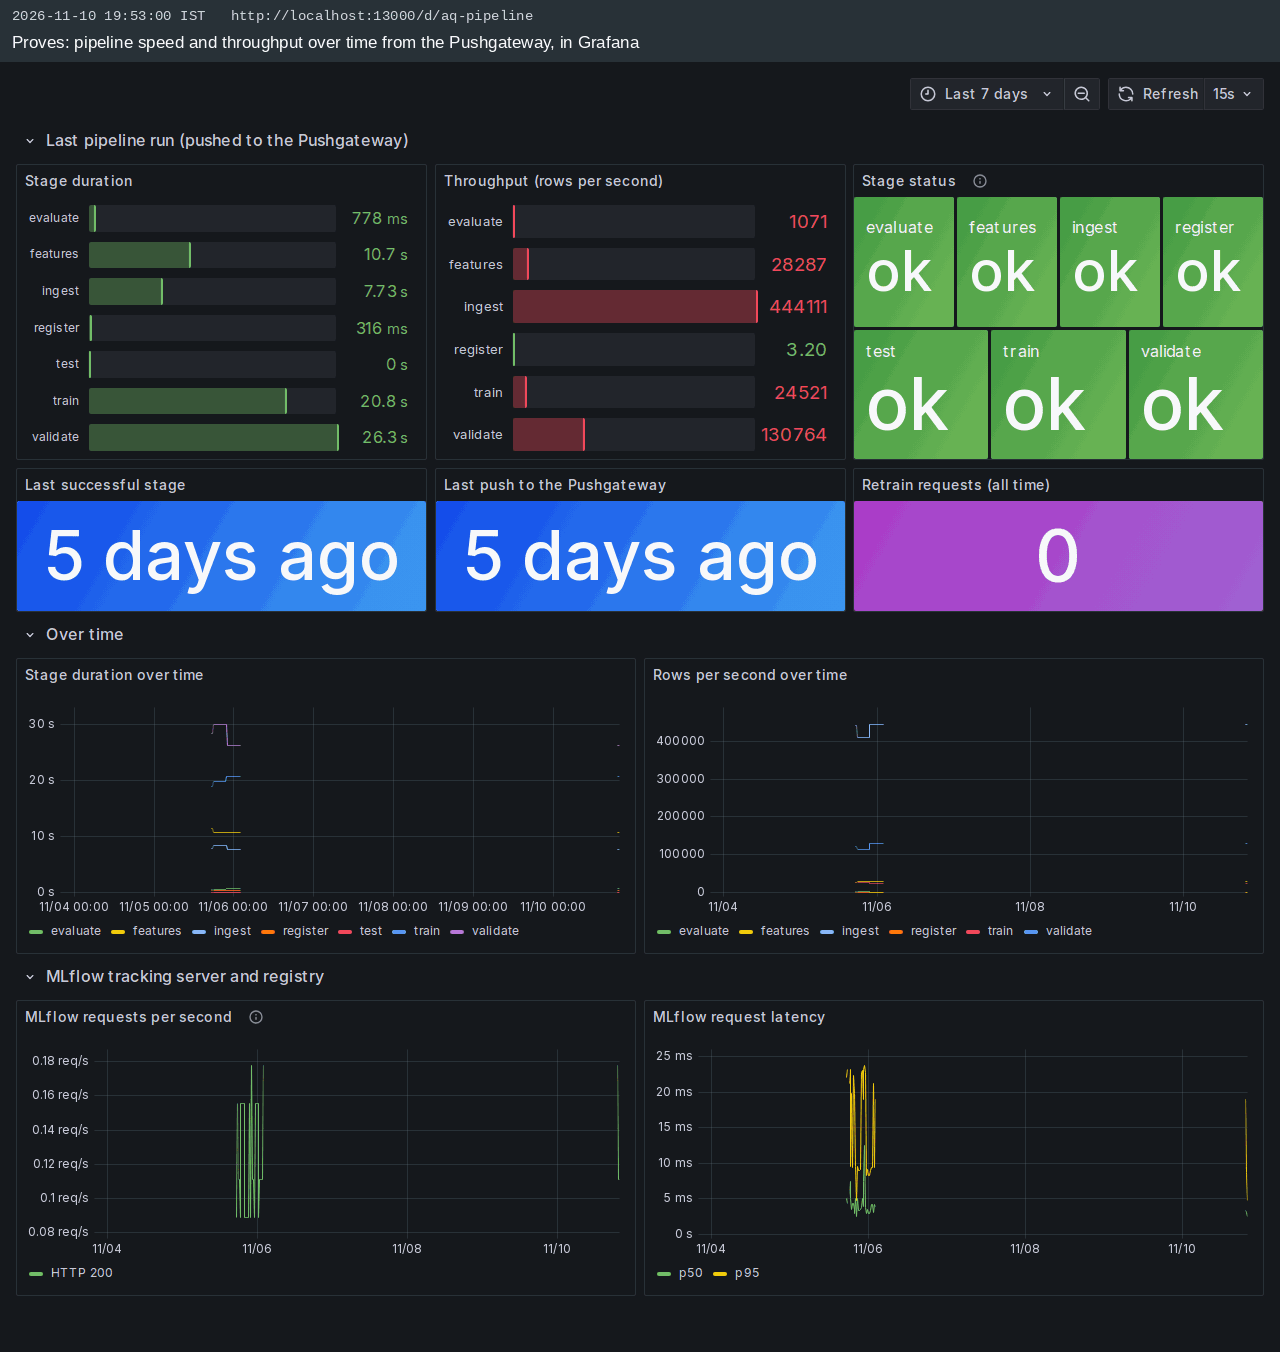 2026-11-10 19:53:00 IST http://localhost:13000/d/aq-pipeline
Proves: pipeline speed and throughput over time from the Pushgateway, in Grafana
Last 7 days
Refresh
15s
Last pipeline run (pushed to the Pushgateway)
Stage duration
evaluate 778 ms
features 10.7 s
ingest 7.73 s
register 316 ms
test 0 s
train 20.8 s
validate 26.3 s
Throughput (rows per second)
evaluate 1071
features 28287
ingest 444111
register 3.20
train 24521
validate 130764
Stage status
evaluate features ingest register
ok ok ok ok
test train validate
ok ok ok
Last successful stage
5 days ago
Last push to the Pushgateway
5 days ago
Retrain requests (all time)
0
Over time
Stage duration over time
30 s
20 s
10 s
0 s
11/04 00:00 11/05 00:00 11/06 00:00 11/07 00:00 11/08 00:00 11/09 00:00 11/10 00:00
evaluate features ingest register test train validate
Rows per second over time
400000
300000
200000
100000
0
11/04 11/06 11/08 11/10
evaluate features ingest register train validate
MLflow tracking server and registry
MLflow requests per second
0.18 req/s
0.16 req/s
0.14 req/s
0.12 req/s
0.1 req/s
0.08 req/s
11/04 11/06 11/08 11/10
HTTP 200
MLflow request latency
25 ms
20 ms
15 ms
10 ms
5 ms
0 s
11/04 11/06 11/08 11/10
p50 p95